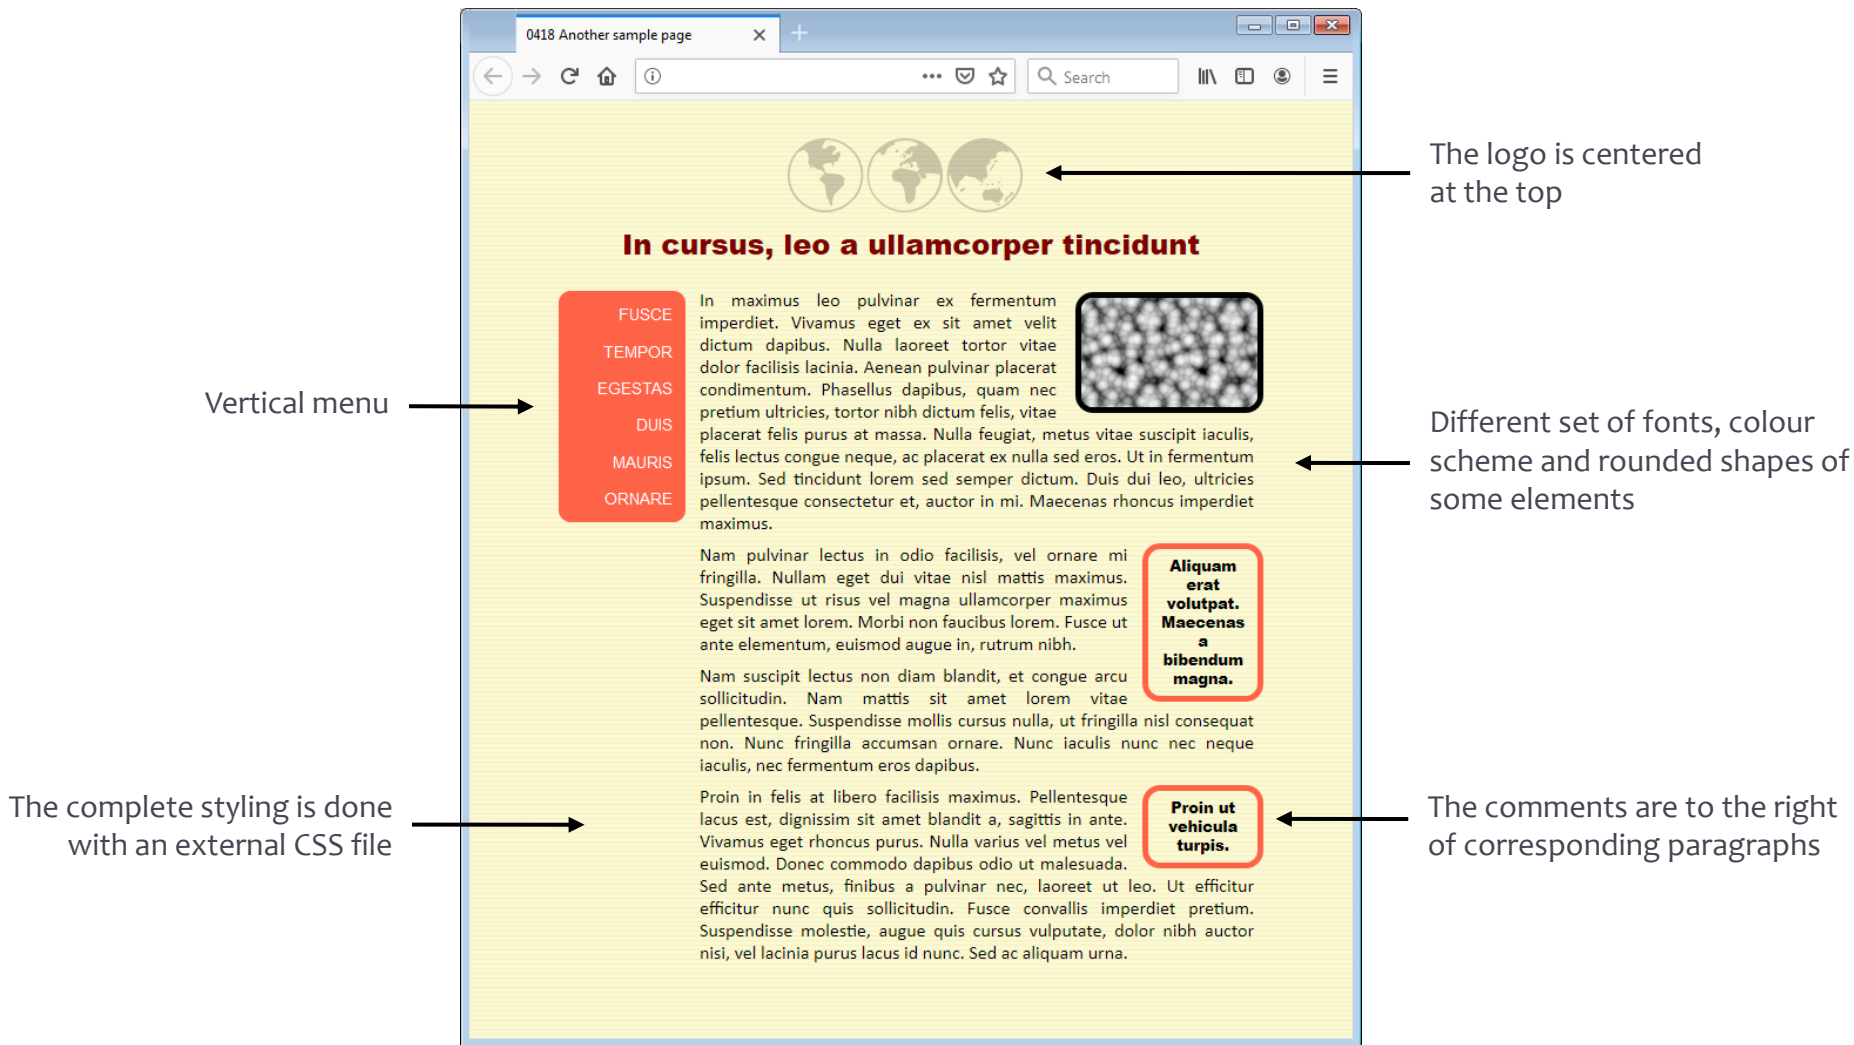 0418 Another sample page
Search
The logo is centered
at the top
In cursus, leo a ullamcorper tincidunt
FUSCE
TEMPOR
EGESTAS
DUIS
MAURIS
ORNARE
Vertical menu
In maximus leo pulvinar ex fermentum
imperdiet. Vivamus eget ex sit amet velit
dictum dapibus. Nulla laoreet tortor vitae
dolor facilisis lacinia. Aenean pulvinar placerat
condimentum. Phasellus dapibus, quam nec
pretium ultricies, tortor nibh dictum felis, vitae
placerat felis purus at massa. Nulla feugiat, metus vitae suscipit iaculis,
felis lectus congue neque, ac placerat ex nulla sed eros. Ut in fermentum
ipsum. Sed tincidunt lorem sed semper dictum. Duis dui leo, ultricies
pellentesque consectetur et, auctor in mi. Maecenas rhoncus imperdiet
maximus.
Different set of fonts, colour
scheme and rounded shapes of
some elements
Nam pulvinar lectus in odio facilisis, vel ornare mi
fringilla. Nullam eget dui vitae nisl mattis maximus.
Suspendisse ut risus vel magna ullamcorper maximus
eget sit amet lorem. Morbi non faucibus lorem. Fusce ut
ante elementum, euismod augue in, rutrum nibh.
Aliquam
erat
volutpat.
Maecenas
a
bibendum
magna.
Nam suscipit lectus non diam blandit, et congue arcu
sollicitudin. Nam mattis sit amet lorem vitae
pellentesque. Suspendisse mollis cursus nulla, ut fringilla nisl consequat
non. Nunc fringilla accumsan ornare. Nunc iaculis nunc nec neque
iaculis, nec fermentum eros dapibus.
The complete styling is done
with an external CSS file
Proin in felis at libero facilisis maximus. Pellentesque
lacus est, dignissim sit amet blandit a, sagittis in ante.
Vivamus eget rhoncus purus. Nulla varius vel metus vel
euismod. Donec commodo dapibus odio ut malesuada.
Sed ante metus, finibus a pulvinar nec, laoreet ut leo. Ut efficitur
efficitur nunc quis sollicitudin. Fusce convallis imperdiet pretium.
Suspendisse molestie, augue quis cursus vulputate, dolor nibh auctor
nisi, vel lacinia purus lacus id nunc. Sed ac aliquam urna.
Proin ut
vehicula
turpis.
The comments are to the right
of corresponding paragraphs